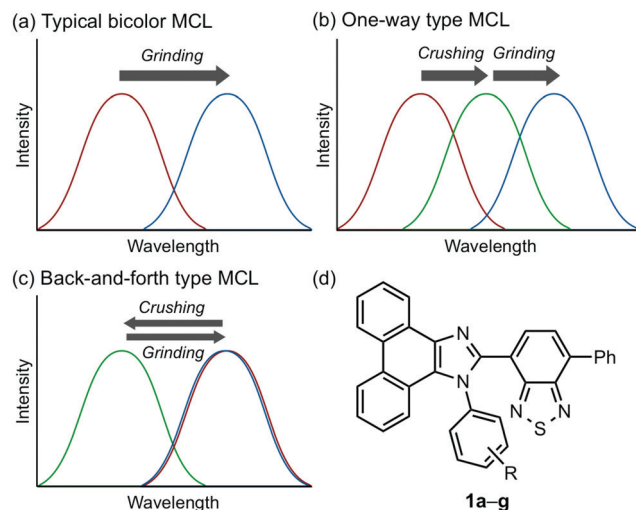 (a) Typical bicolor MCL
Grinding
Intensity
Wavelength
(b) One-way type MCL
Crushing Grinding
Intensity
Wavelength
(c) Back-and-forth type MCL
Crushing
Grinding
Intensity
Wavelength
(d)
N
N
Ph
N
S
N
R
1a–g